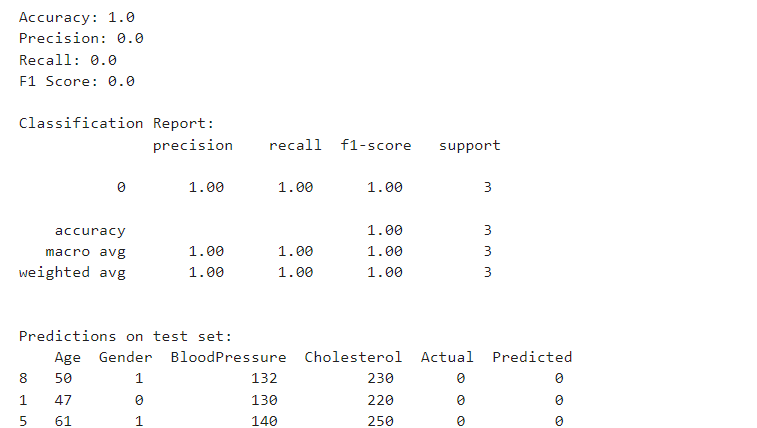 Accuracy: 1.0
Precision: 0.0
Recall: 0.0
F1 Score: 0.0
Classification Report:
precision recall f1-score support
0 1.00 1.00 1.00 3
accuracy 1.00 3
macro avg 1.00 1.00 1.00 3
weighted avg 1.00 1.00 1.00 3
Predictions on test set:
Age Gender BloodPressure Cholesterol Actual Predicted
8 50 1 132 230 0 0
1 47 0 130 220 0 0
5 61 1 140 250 0 0